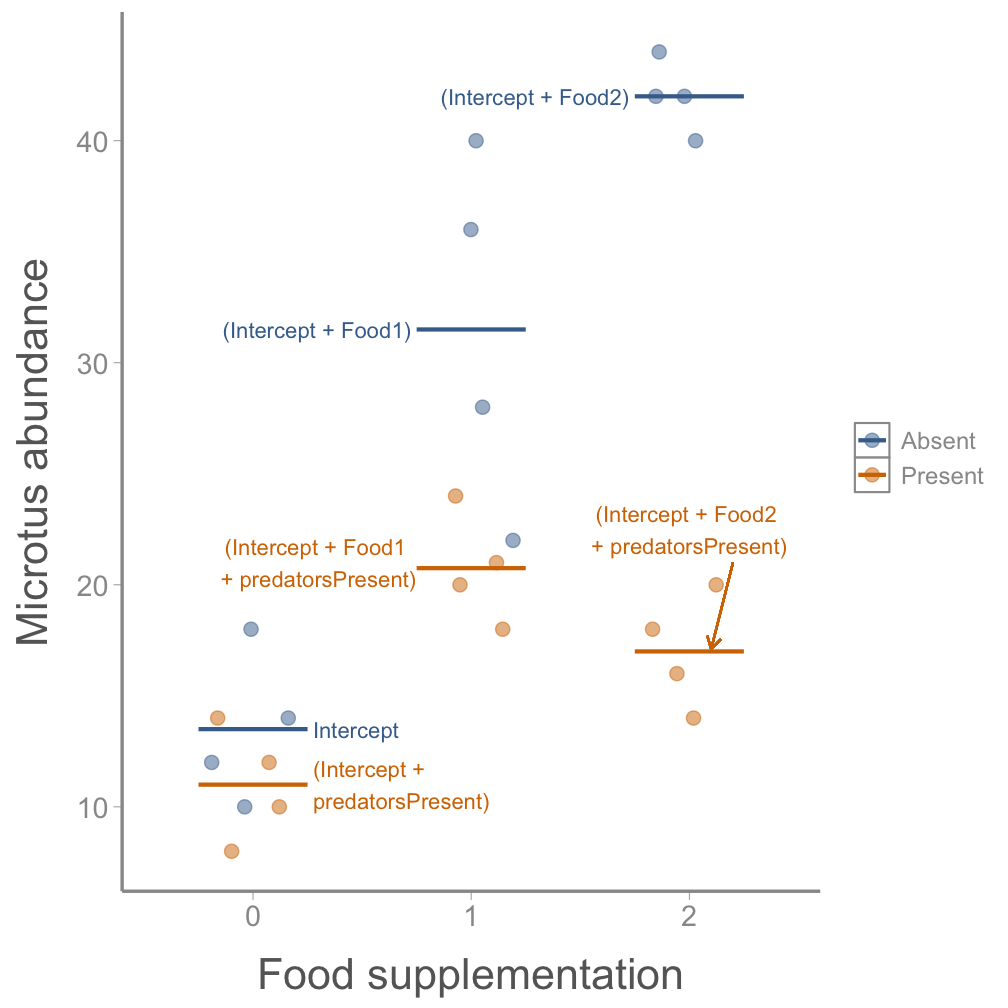 (Intercept + Food2)
40
(Intercept + Food1)
30
Absent
Present
(Intercept + Food2
+ predatorsPresent)
(Intercept + Food1
+ predatorsPresent)
20
Intercept
(Intercept +
predatorsPresent)
10
0 1 2
Food supplementation
Microtus abundance